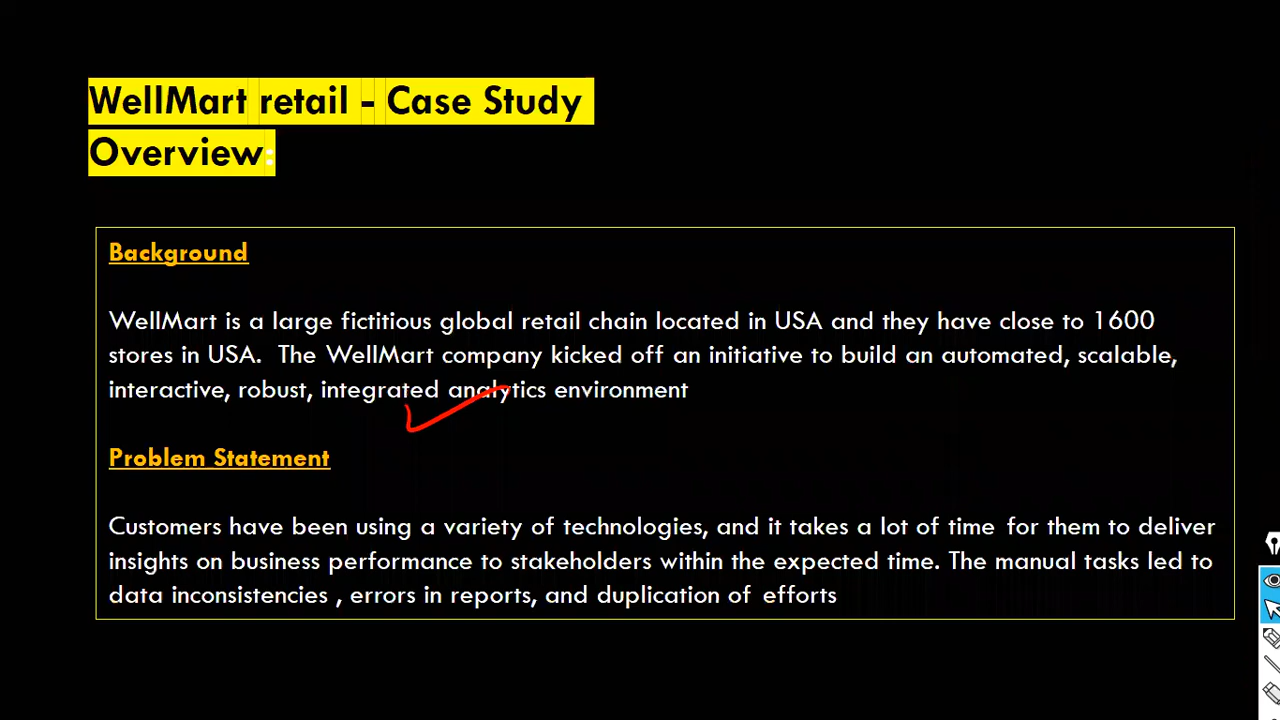 WellMart retail - Case Study
Overview:
Background
WellMart is a large fictitious global retail chain located in USA and they have close to 1600
stores in USA. The WellMart company kicked off an initiative to build an automated, scalable,
interactive, robust, integrated analytics environment
Problem Statement
Customers have been using a variety of technologies, and it takes a lot of time for them to deliver
insights on business performance to stakeholders within the expected time. The manual tasks led to
data inconsistencies , errors in reports, and duplication of efforts